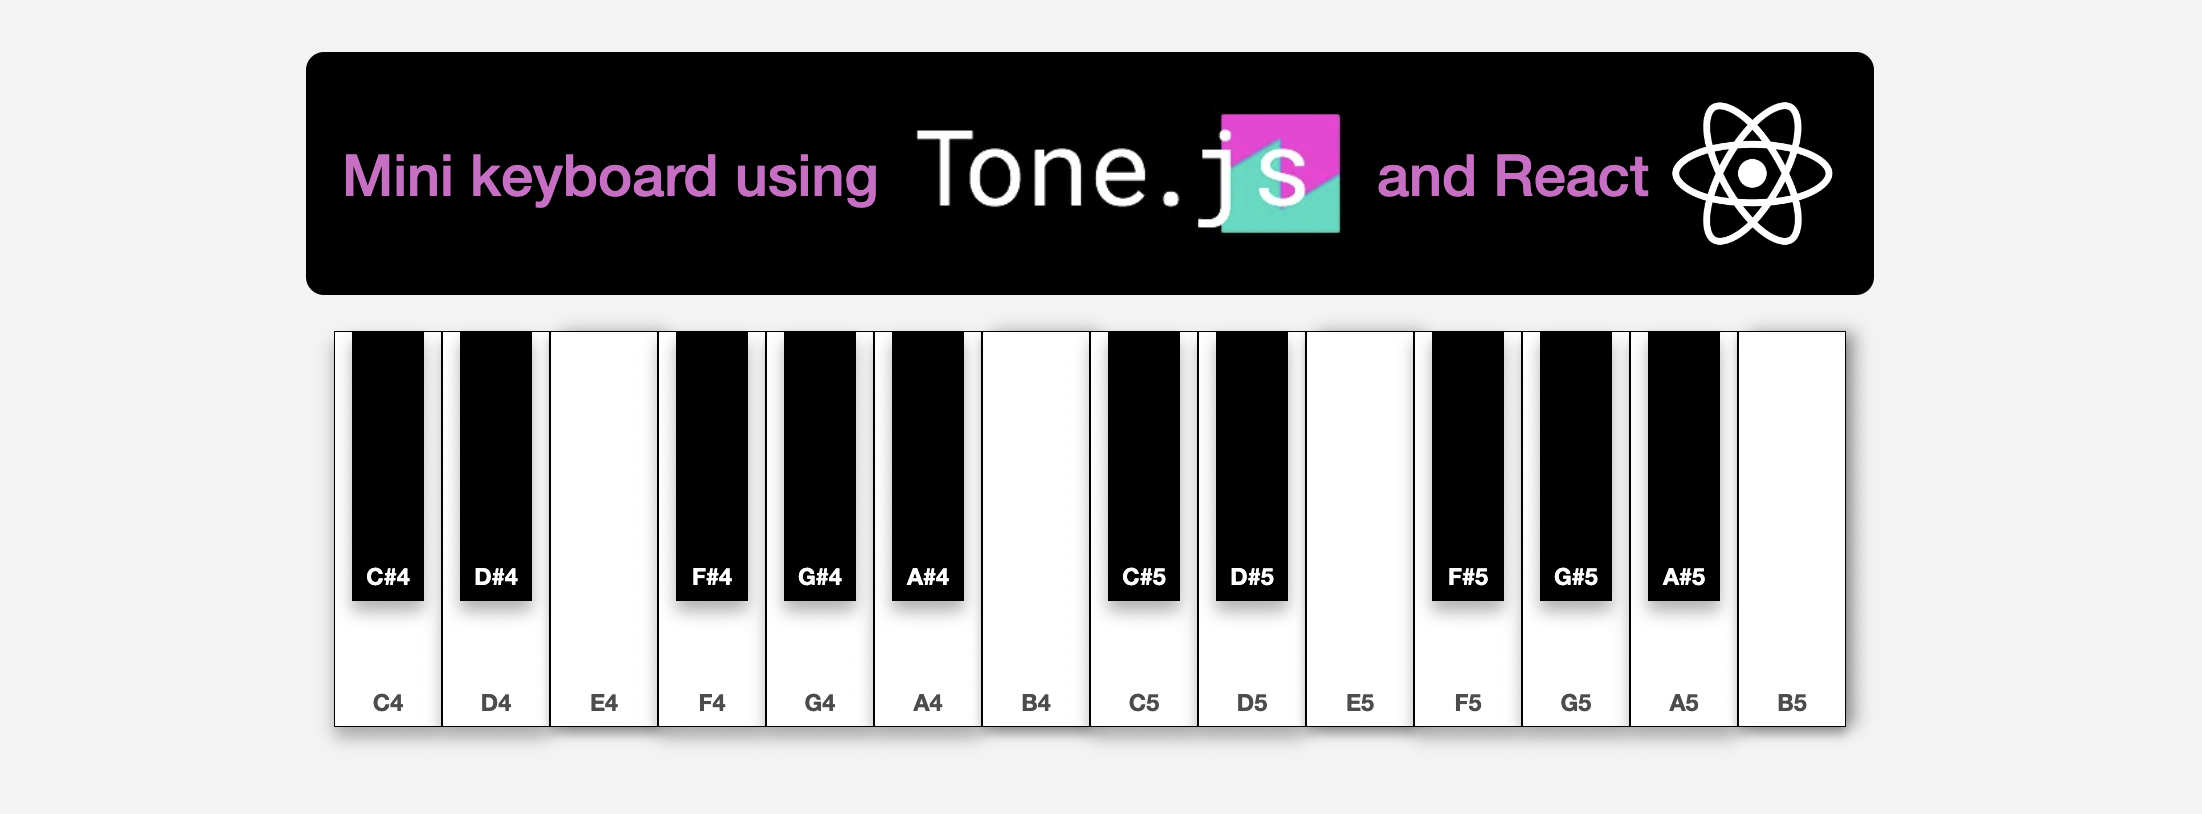 Mini keyboard using Tone.js and React
C#4 D#4 F#4 G#4 A#4 C#5 D#5 F#5 G#5 A#5
C4 D4 E4 F4 G4 A4 B4 C5 D5 E5 F5 G5 A5 B5